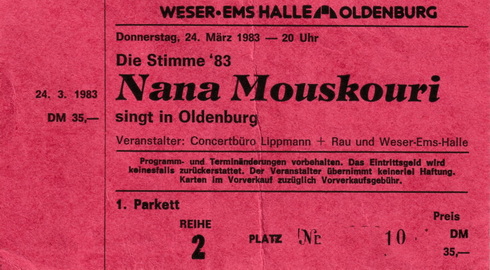 WESER·EMS HALLE OLDENBURG
Donnerstag, 24. März 1983 — 20 Uhr
Die Stimme '83
24. 3. 1983
Nana Mouskouri
DM 35,—
singt in Oldenburg
Veranstalter: Concertbüro Lippmann + Rau und Weser-Ems-Halle
Programm- und Terminänderungen vorbehalten. Das Eintrittsgeld wird
keinesfalls zurückerstattet. Der Veranstalter übernimmt keinerlei Haftung.
Karten im Vorverkauf zuzüglich Vorverkaufsgebühr.
1. Parkett
Preis
REIHE
2
PLATZ Nr. 10
DM
35,—